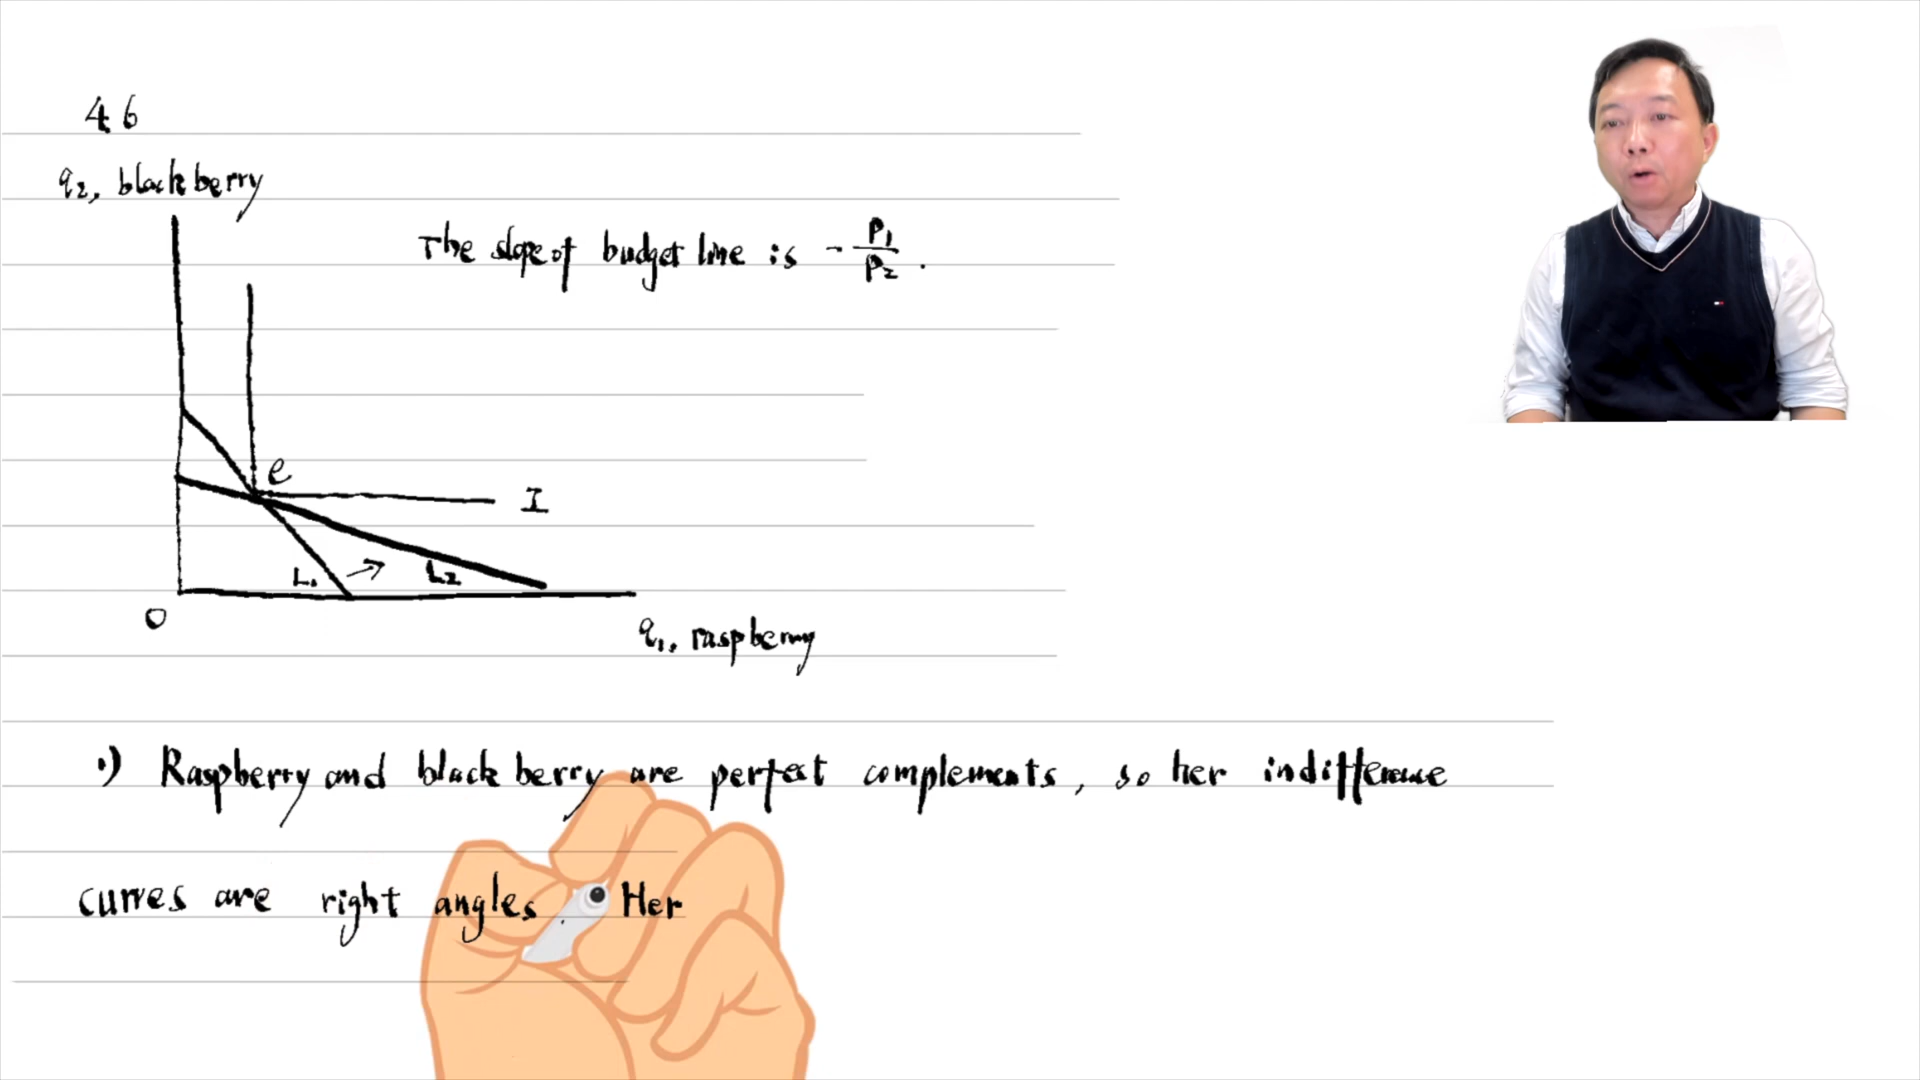 4.6
q₂, blackberry
The slope of budget line is - P₁/P₂ .
e
I
L₁ → L₂
O
q₁, raspberry
1) Raspberry and blackberry are perfect complements, so her indifference
curves are right angles. Her